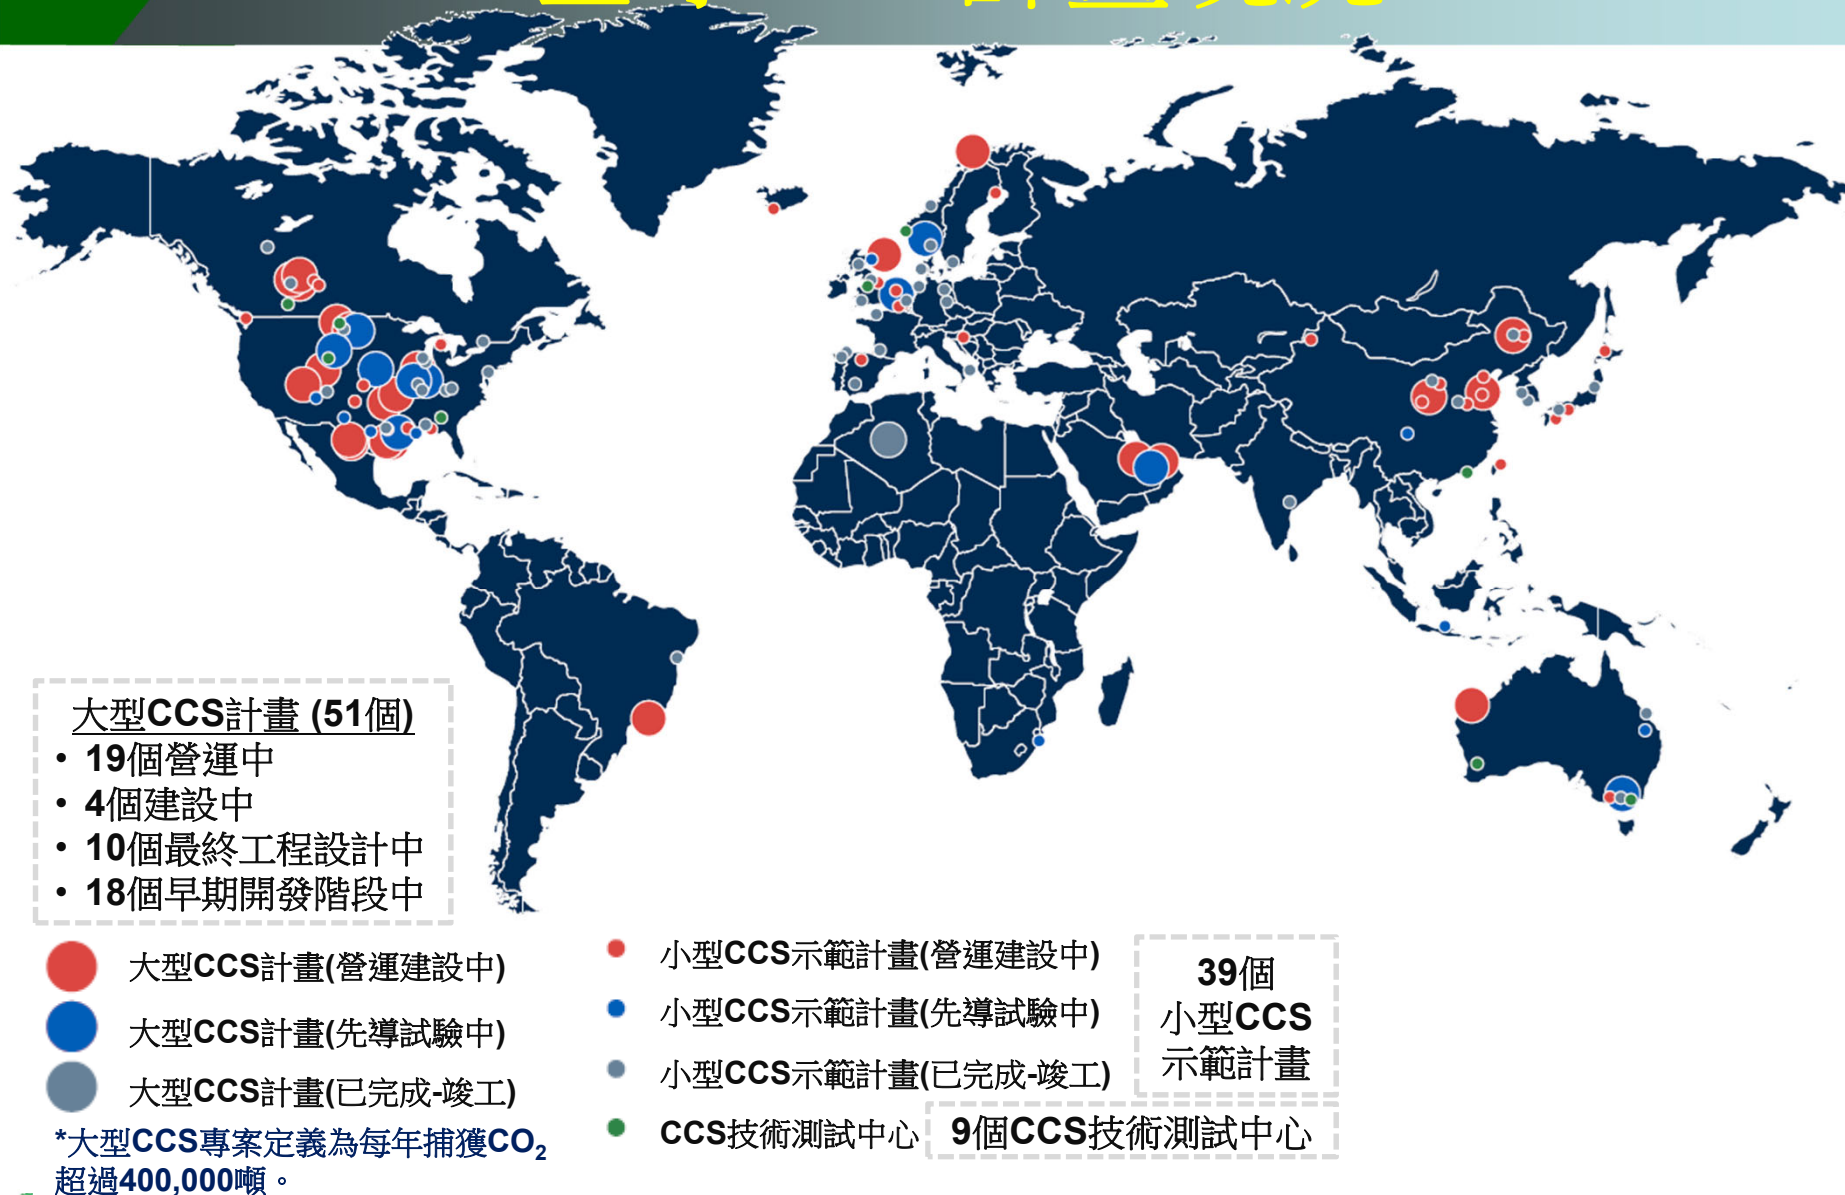 大型CCS計畫 (51個)
• 19個營運中
• 4個建設中
• 10個最終工程設計中
• 18個早期開發階段中
大型CCS計畫(營運建設中)
大型CCS計畫(先導試驗中)
大型CCS計畫(已完成-竣工)
*大型CCS專案定義為每年捕獲CO₂
超過400,000噸。
小型CCS示範計畫(營運建設中)
小型CCS示範計畫(先導試驗中)
小型CCS示範計畫(已完成-竣工)
CCS技術測試中心
39個
小型CCS
示範計畫
9個CCS技術測試中心